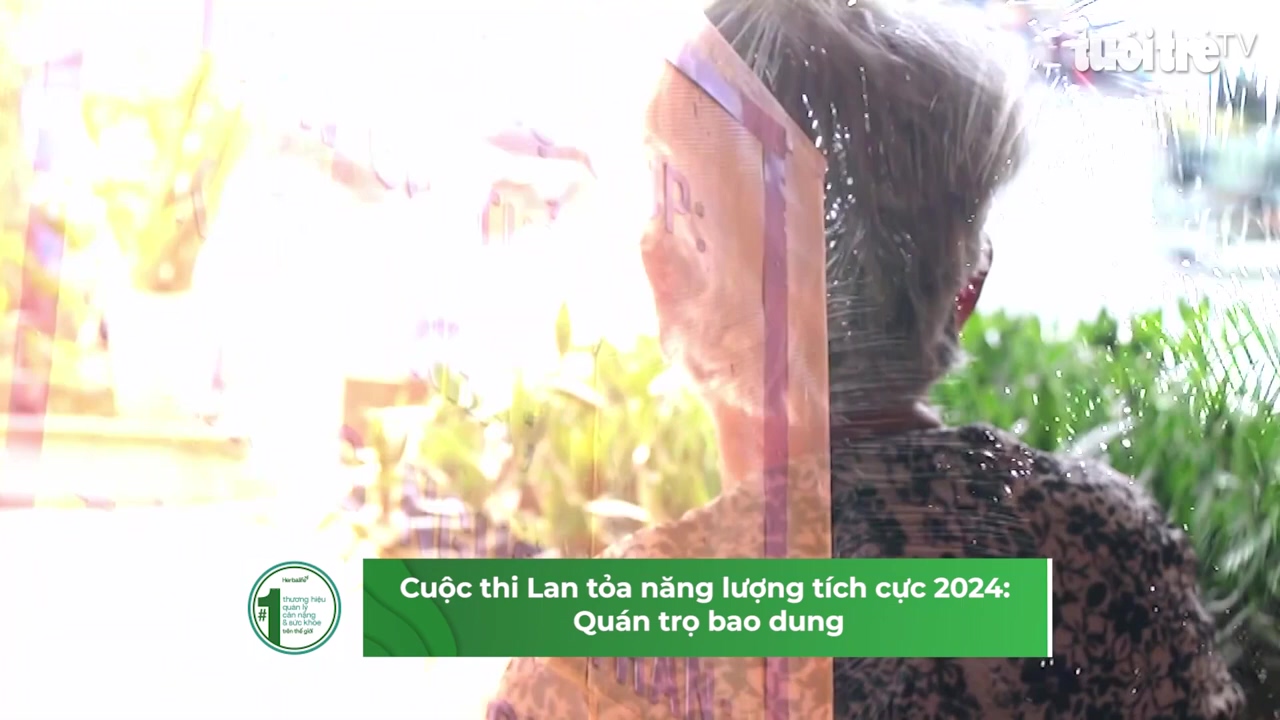 tuổi trẻ TV
P:
Cuộc thi Lan tỏa năng lượng tích cực 2024:
Quán trọ bao dung
Herbalife
#1
thương hiệu
quản lý
cân nặng
& sức khỏe
trên thế giới